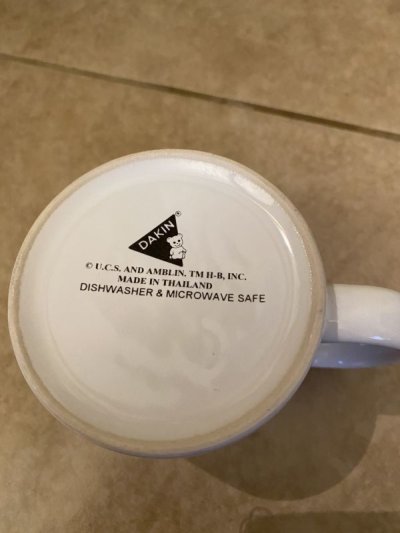 DAKIN®
© U.C.S. AND AMBLIN. TM H-B, INC.
MADE IN THAILAND
DISHWASHER & MICROWAVE SAFE